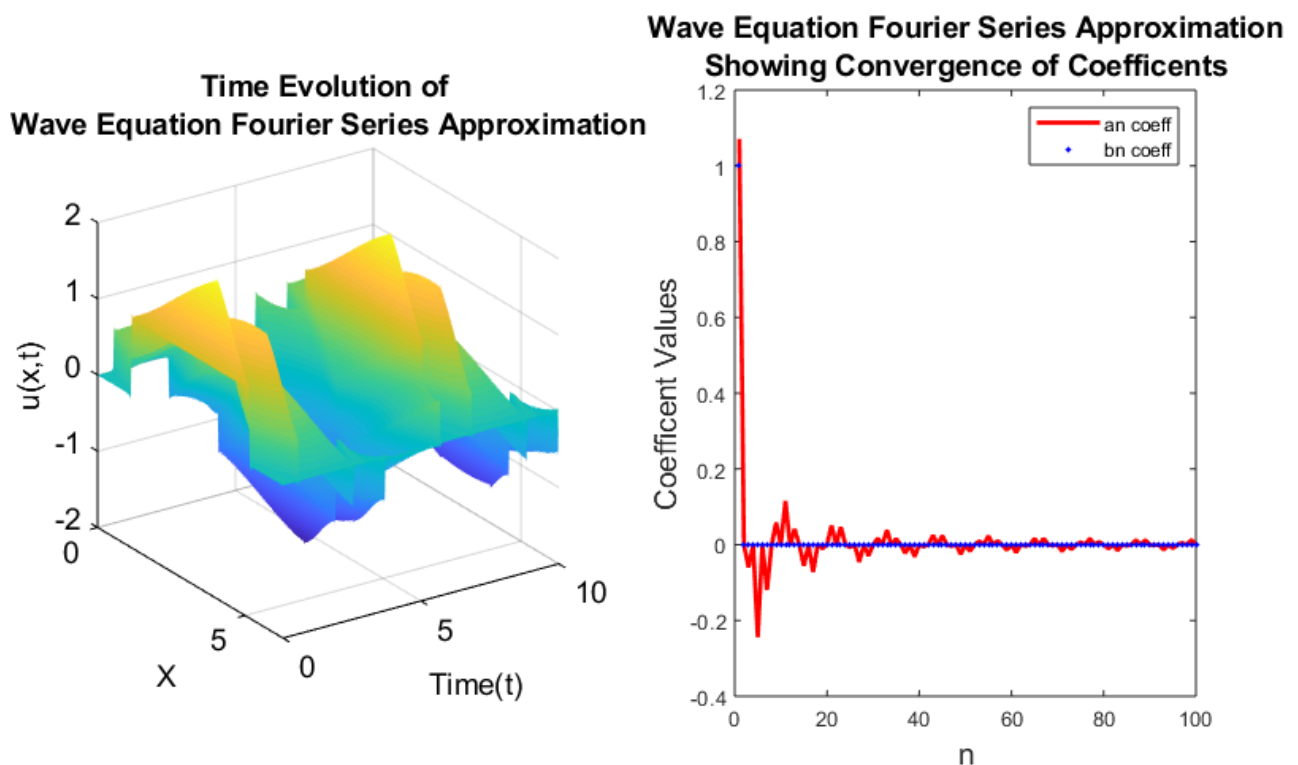 Time Evolution of
Wave Equation Fourier Series Approximation
2
1
0
-1
-2
u(x,t)
0
5
X
0
5
10
Time(t)
Wave Equation Fourier Series Approximation
Showing Convergence of Coefficents
1.2
1
0.8
0.6
0.4
0.2
0
-0.2
-0.4
Coefficent Values
an coeff
bn coeff
0
20
40
60
80
100
n